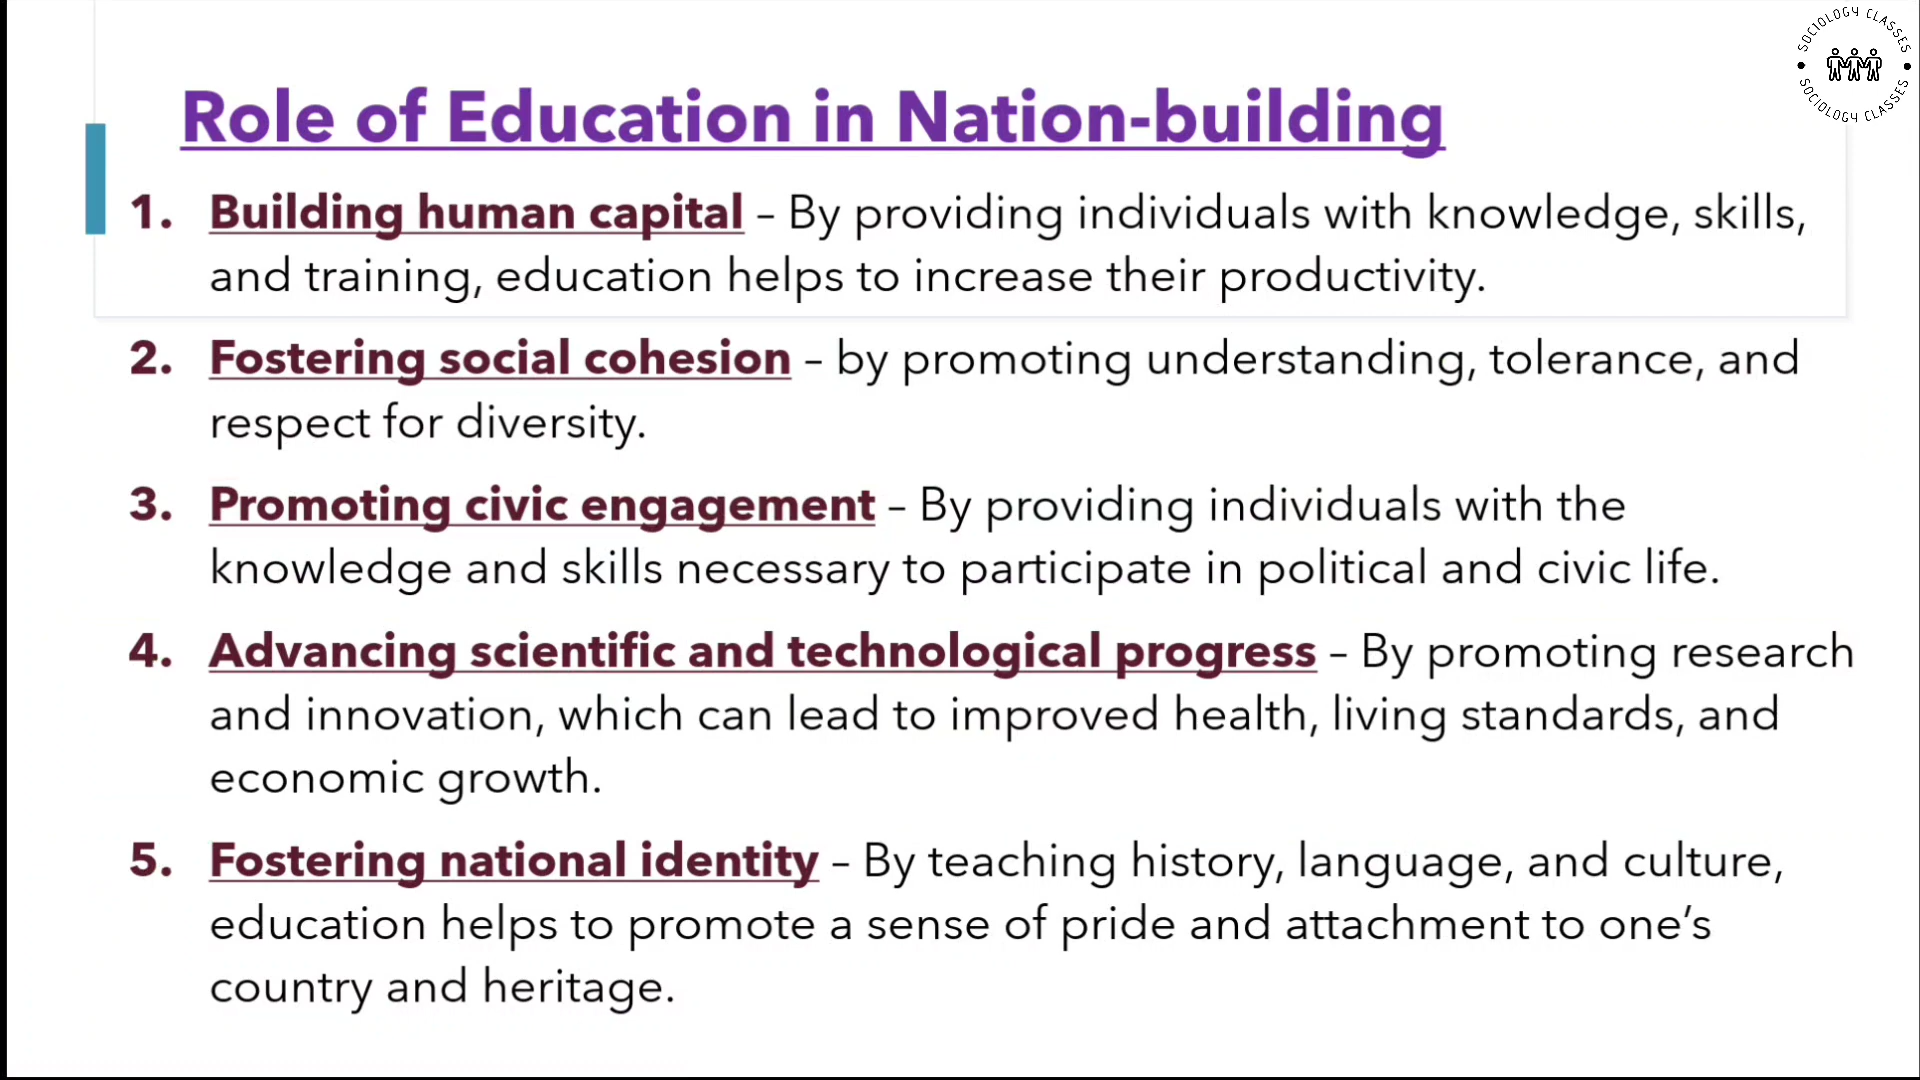 SOCIOLOGY CLASSES
SOCIOLOGY CLASSES
Role of Education in Nation-building
1. Building human capital – By providing individuals with knowledge, skills,
and training, education helps to increase their productivity.
2. Fostering social cohesion – by promoting understanding, tolerance, and
respect for diversity.
3. Promoting civic engagement – By providing individuals with the
knowledge and skills necessary to participate in political and civic life.
4. Advancing scientific and technological progress – By promoting research
and innovation, which can lead to improved health, living standards, and
economic growth.
5. Fostering national identity – By teaching history, language, and culture,
education helps to promote a sense of pride and attachment to one’s
country and heritage.